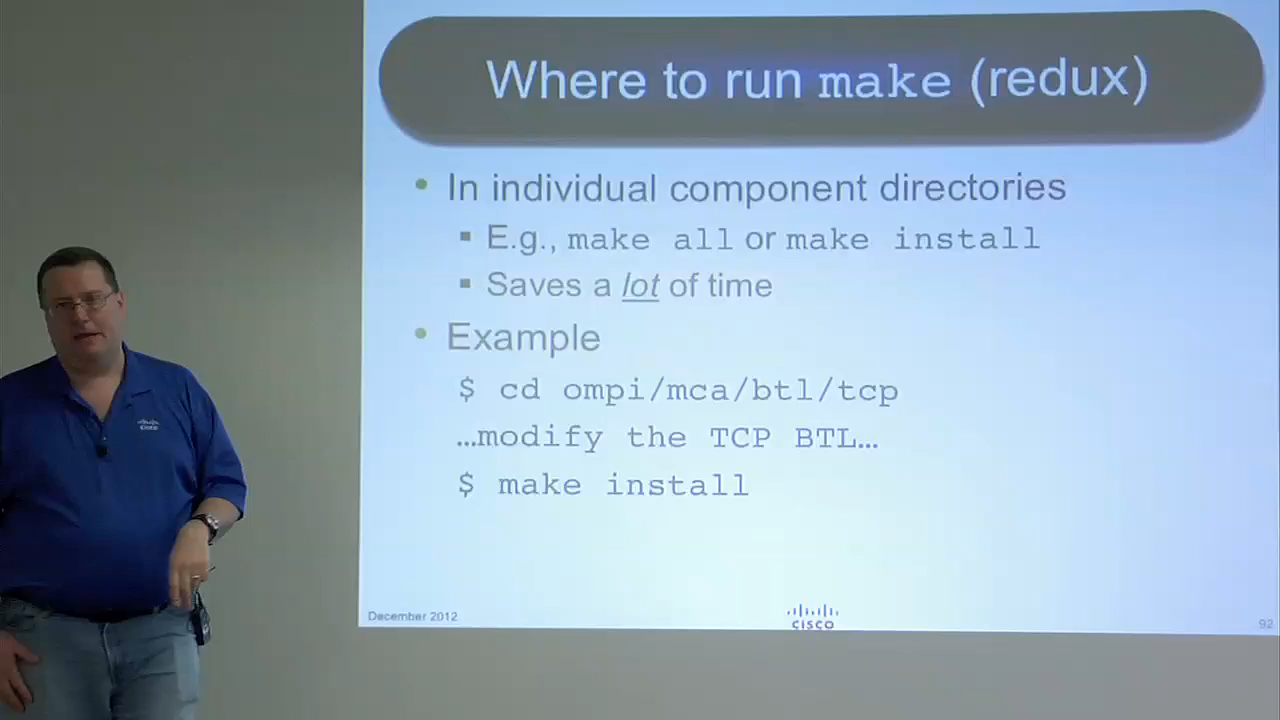 Where to run make (redux)
• In individual component directories
▪ E.g., make all or make install
▪ Saves a lot of time
• Example
$ cd ompi/mca/btl/tcp
…modify the TCP BTL…
$ make install
December 2012
cisco
92
cisco